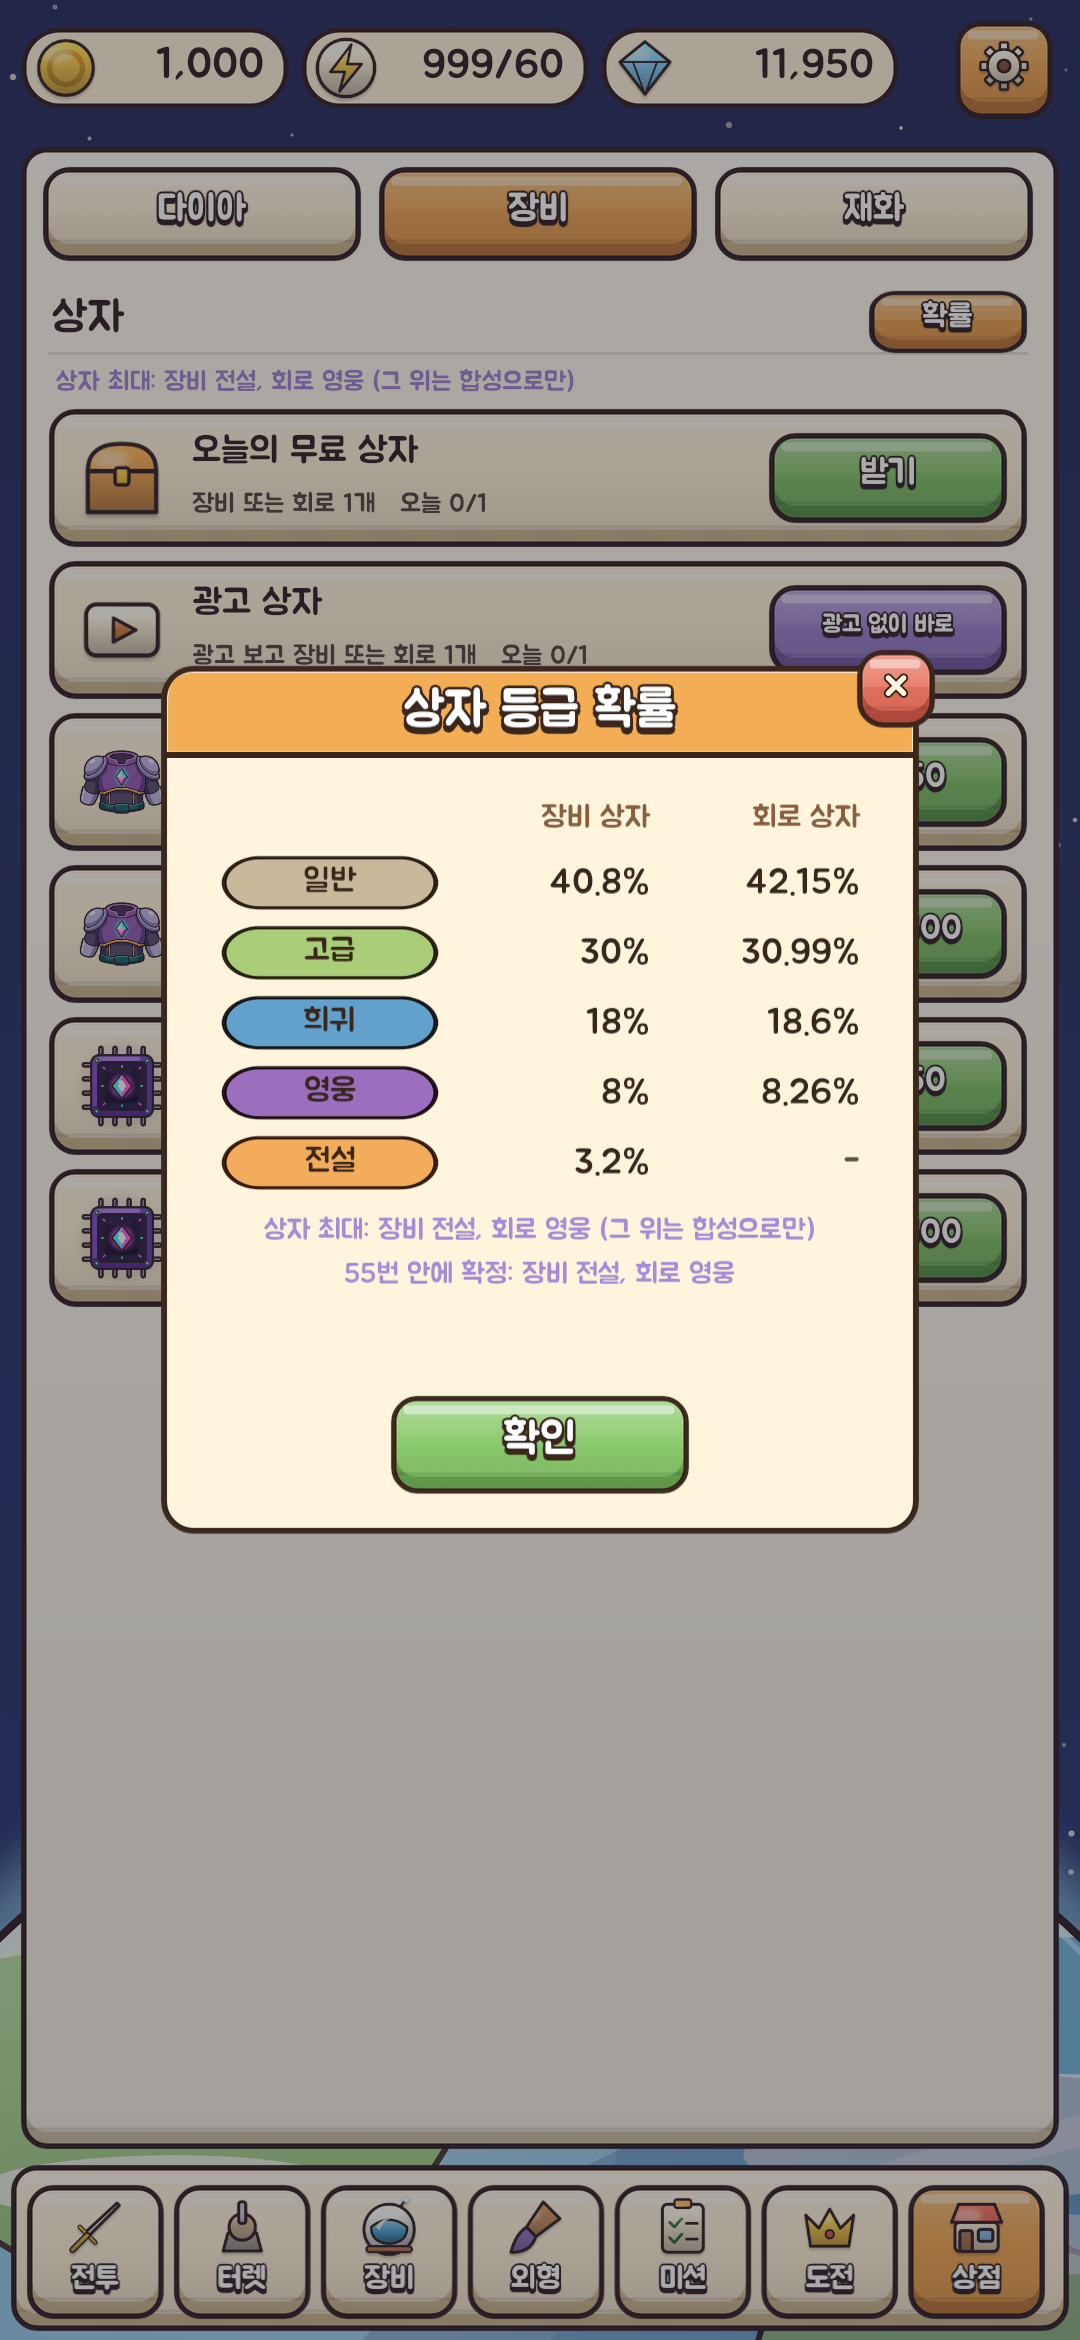 1,000
999/60
11,950
다이아
장비
재화
상자
확률
상자 최대: 장비 전설, 회로 영웅 (그 위는 합성으로만)
오늘의 무료 상자
장비 또는 회로 1개 오늘 0/1
받기
광고 상자
광고 보고 장비 또는 회로 1개 오늘 0/1
광고 없이 바로
상자 등급 확률
장비 상자 회로 상자
일반 40.8% 42.15%
고급 30% 30.99%
희귀 18% 18.6%
영웅 8% 8.26%
전설 3.2% -
상자 최대: 장비 전설, 회로 영웅 (그 위는 합성으로만)
55번 안에 확정: 장비 전설, 회로 영웅
확인
전투
터렛
장비
외형
미션
도전
상점